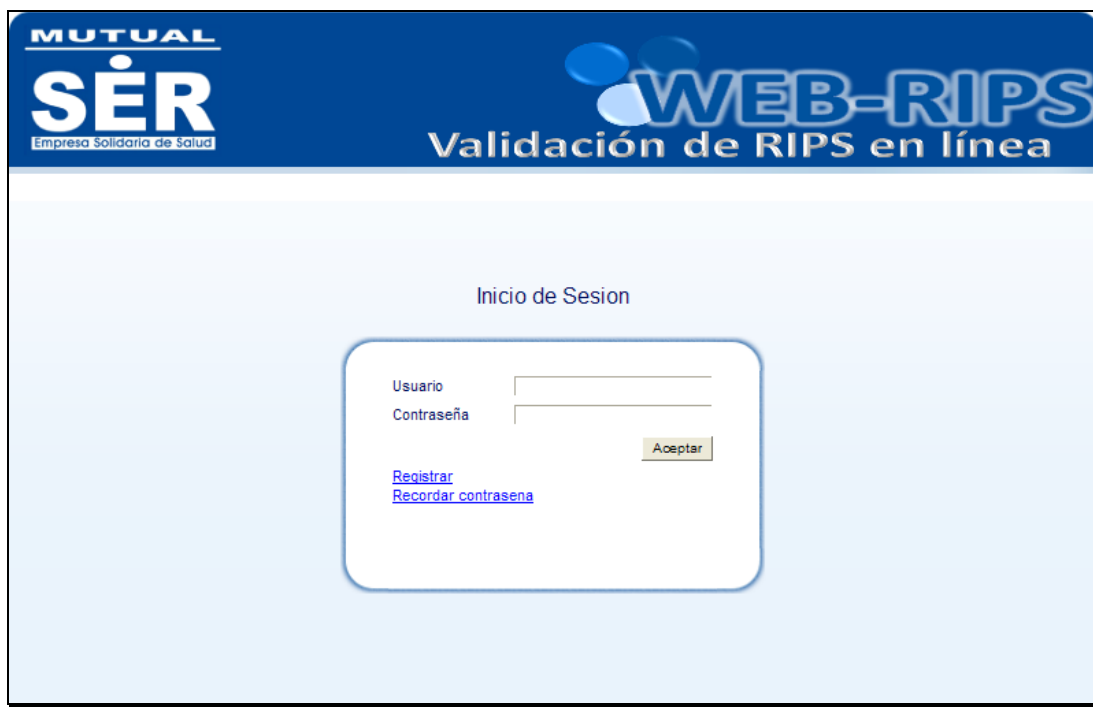 MUTUAL
SER
Empresa Solidaria de Salud
WEB-RIPS
Validación de RIPS en línea
Inicio de Sesion
Usuario
Contraseña
Aceptar
Registrar
Recordar contrasena